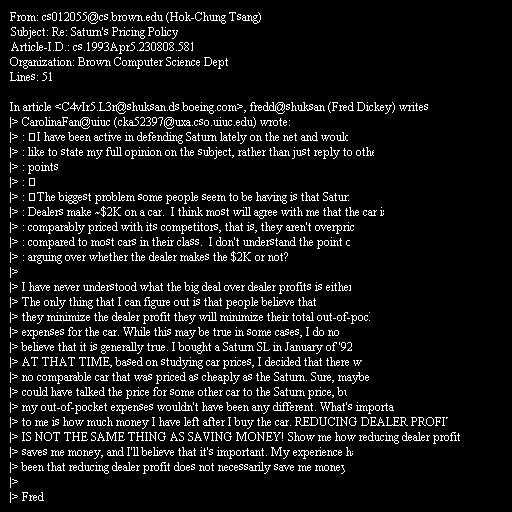 From: cs012055@cs.brown.edu (Hok-Chung Tsang)
Subject: Re: Saturn's Pricing Policy
Article-I.D.: cs.1993Apr5.230808.581
Organization: Brown Computer Science Dept
Lines: 51

In article <C4vIr5.L3r@shuksan.ds.boeing.com>, fredd@shuksan (Fred Dickey) writes
|> CarolinaFan@uiuc (cka52397@uxa.cso.uiuc.edu) wrote:
|> : I have been active in defending Saturn lately on the net and would
|> : like to state my full opinion on the subject, rather than just reply to othe
|> : points
|> :
|> : The biggest problem some people seem to be having is that Satur
|> : Dealers make ~$2K on a car.  I think most will agree with me that the car is
|> : comparably priced with its competitors, that is, they aren't overpric
|> : compared to most cars in their class.  I don't understand the point o
|> : arguing over whether the dealer makes the $2K or not?
|>
|> I have never understood what the big deal over dealer profits is either
|> The only thing that I can figure out is that people believe that
|> they minimize the dealer profit they will minimize their total out-of-poc
|> expenses for the car. While this may be true in some cases, I do no
|> believe that it is generally true. I bought a Saturn SL in January of '92
|> AT THAT TIME, based on studying car prices, I decided that there w
|> no comparable car that was priced as cheaply as the Saturn. Sure, maybe
|> could have talked the price for some other car to the Saturn price, bu
|> my out-of-pocket expenses wouldn't have been any different. What's importa
|> to me is how much money I have left after I buy the car. REDUCING DEALER PROFIT
|> IS NOT THE SAME THING AS SAVING MONEY! Show me how reducing dealer profit
|> saves me money, and I'll believe that it's important. My experience ha
|> been that reducing dealer profit does not necessarily save me money
|>
|> Fred